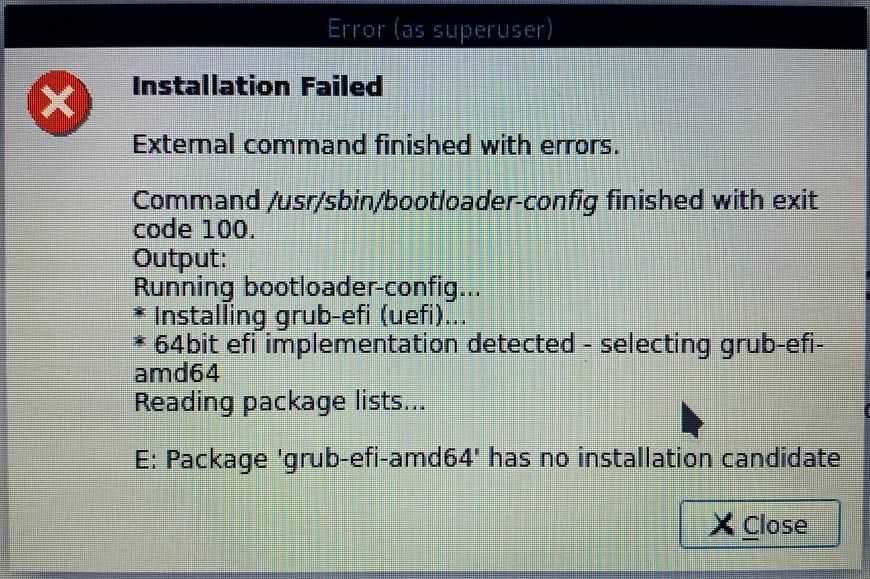 Error (as superuser)
Installation Failed
External command finished with errors.
Command /usr/sbin/bootloader-config finished with exit
code 100.
Output:
Running bootloader-config...
* Installing grub-efi (uefi)...
* 64bit efi implementation detected - selecting grub-efi-
amd64
Reading package lists...
E: Package 'grub-efi-amd64' has no installation candidate
Close